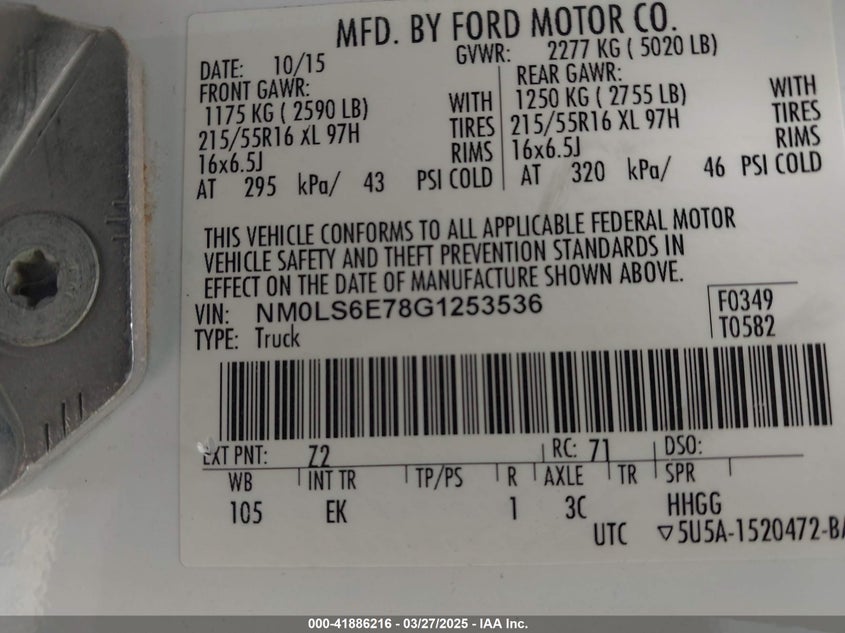 MFD. BY FORD MOTOR CO.
DATE: 10/15 GVWR: 2277 KG ( 5020 LB)
FRONT GAWR: REAR GAWR:
1175 KG ( 2590 LB) WITH 1250 KG ( 2755 LB) WITH
215/55R16 XL 97H TIRES 215/55R16 XL 97H TIRES
16x6.5J RIMS 16x6.5J RIMS
AT 295 kPa/ 43 PSI COLD AT 320 kPa/ 46 PSI COLD
THIS VEHICLE CONFORMS TO ALL APPLICABLE FEDERAL MOTOR
VEHICLE SAFETY AND THEFT PREVENTION STANDARDS IN
EFFECT ON THE DATE OF MANUFACTURE SHOWN ABOVE.
VIN: NM0LS6E78G1253536 F0349
TYPE: Truck T0582
EXT PNT: Z2 RC: 71 DSO:
WB INT TR TP/PS R AXLE TR SPR
105 EK 1 3C HHGG
UTC ▽5U5A-1520472-BA
000-41886216 - 03/27/2025 - IAA Inc.